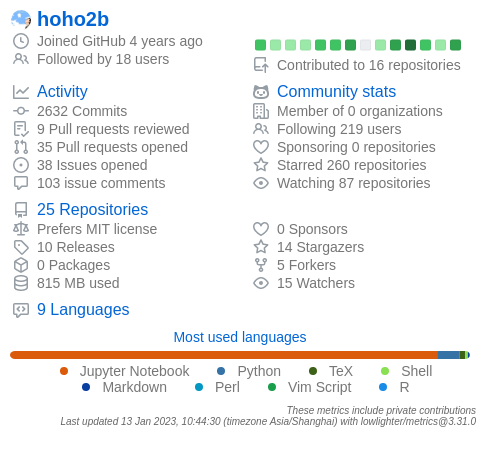 hoho2b
Joined GitHub 4 years ago
Followed by 18 users
Contributed to 16 repositories
Activity
2632 Commits
9 Pull requests reviewed
35 Pull requests opened
38 Issues opened
103 issue comments
Community stats
Member of 0 organizations
Following 219 users
Sponsoring 0 repositories
Starred 260 repositories
Watching 87 repositories
25 Repositories
Prefers MIT license
10 Releases
0 Packages
815 MB used
0 Sponsors
14 Stargazers
5 Forkers
15 Watchers
9 Languages
Most used languages
Jupyter Notebook Python TeX Shell
Markdown Perl Vim Script R
These metrics include private contributions
Last updated 13 Jan 2023, 10:44:30 (timezone Asia/Shanghai) with lowlighter/metrics@3.31.0